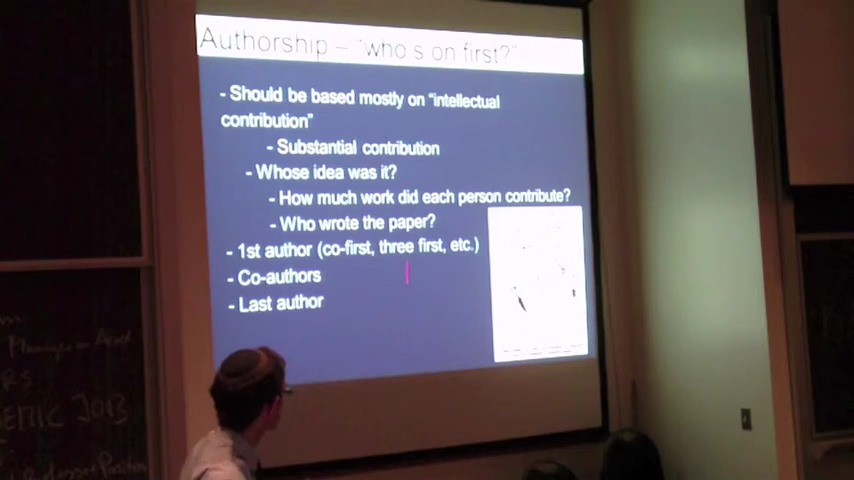 Authorship – "who s on first?"
- Should be based mostly on "intellectual
contribution"
- Substantial contribution
- Whose idea was it?
- How much work did each person contribute?
- Who wrote the paper?
- 1st author (co-first, three first, etc.)
- Co-authors
- Last author
JOB